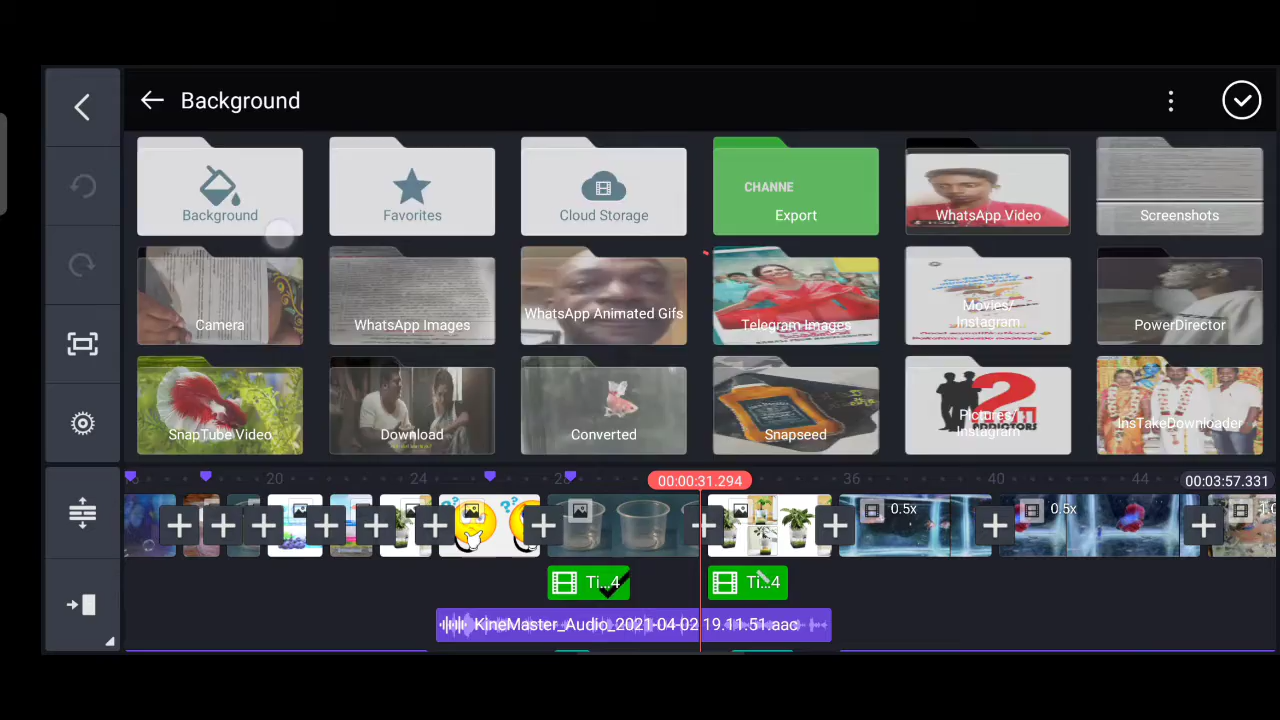 Background
Background
Favorites
Cloud Storage
CHANNE
Export
WhatsApp Video
Screenshots
Camera
WhatsApp Images
WhatsApp Animated Gifs
Telegram Images
Movies/
Instagram
PowerDirector
SnapTube Video
Download
Converted
Snapseed
2
Pictures/
Instagram
InsTakeDownloader
20
24
28
00:00:31.294
36
40
44
00:03:57.331
0.5x
0.5x
Ti...4
Ti...4
KineMaster_Audio_2021-04-02 19.11.51.aac